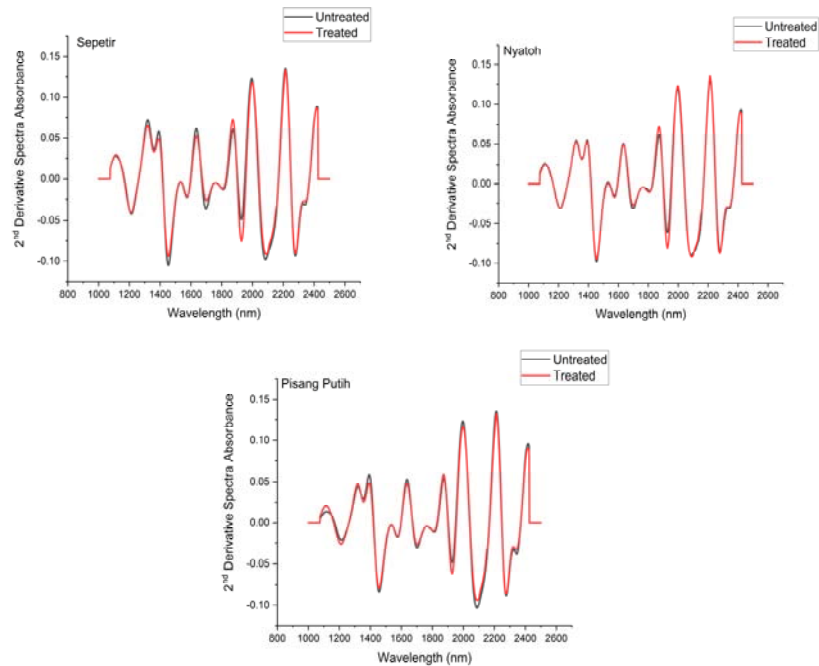 Sepetir
Untreated
Treated
2nd Derivative Spectra Absorbance
0.15
0.10
0.05
0.00
-0.05
-0.10
800 1000 1200 1400 1600 1800 2000 2200 2400 2600
Wavelength (nm)
Nyatoh
Untreated
Treated
2nd Derivative Spectra Absorbance
0.15
0.10
0.05
0.00
-0.05
-0.10
800 1000 1200 1400 1600 1800 2000 2200 2400 2600
Wavelength (nm)
Pisang Putih
Untreated
Treated
2nd Derivative Spectra Absorbance
0.15
0.10
0.05
0.00
-0.05
-0.10
800 1000 1200 1400 1600 1800 2000 2200 2400 2600
Wavelength (nm)